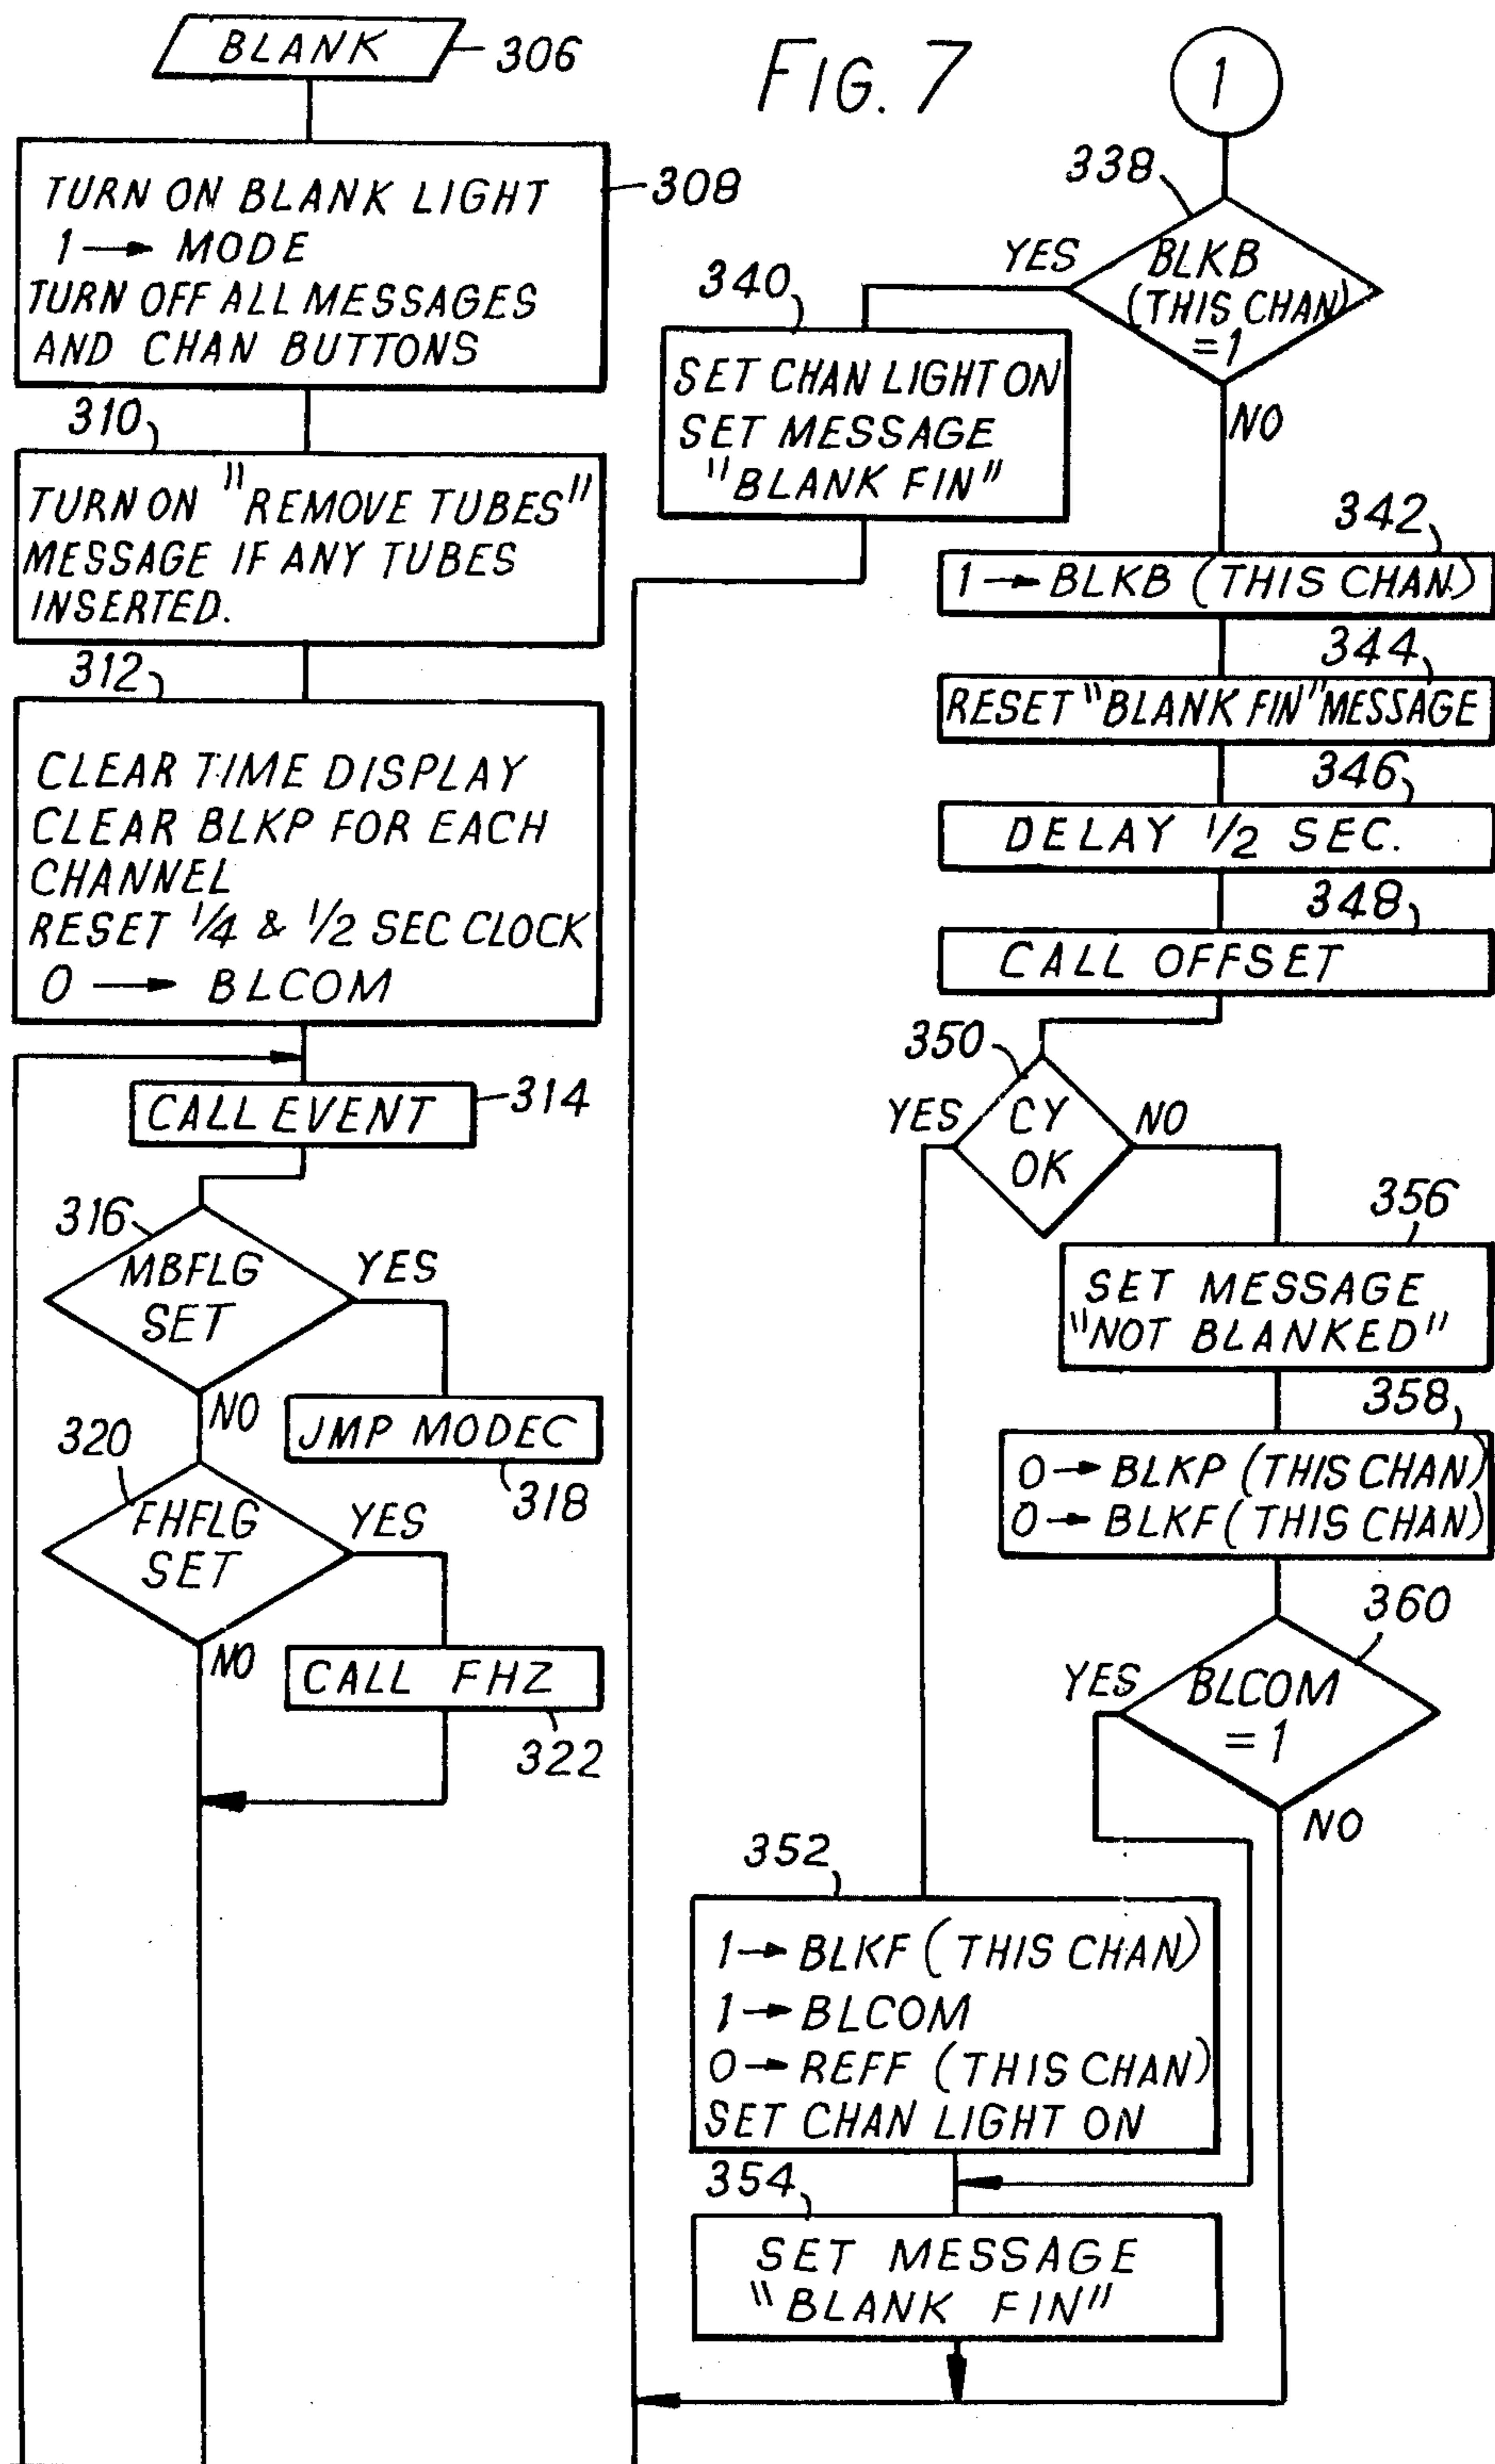 FIG. 7
BLANK
306
TURN ON BLANK LIGHT
1 → MODE
TURN OFF ALL MESSAGES
AND CHAN BUTTONS
308
310
TURN ON "REMOVE TUBES"
MESSAGE IF ANY TUBES
INSERTED.
312
CLEAR TIME DISPLAY
CLEAR BLKP FOR EACH
CHANNEL
RESET 1/4 & 1/2 SEC CLOCK
0 → BLCOM
CALL EVENT
314
316
MBFLG
SET
YES
NO
JMP MODEC
318
320
FHFLG
SET
YES
NO
CALL FHZ
322
1
338
BLKB
(THIS CHAN)
=1
YES
NO
340
SET CHAN LIGHT ON
SET MESSAGE
"BLANK FIN"
342
1 → BLKB (THIS CHAN.)
344
RESET "BLANK FIN" MESSAGE
346
DELAY 1/2 SEC.
348
CALL OFFSET
350
CY
OK
YES
NO
356
SET MESSAGE
"NOT BLANKED"
358
0 → BLKP (THIS CHAN)
0 → BLKF (THIS CHAN)
360
BLCOM
=1
YES
NO
352
1 → BLKF (THIS CHAN)
1 → BLCOM
0 → REFF (THIS CHAN)
SET CHAN LIGHT ON
354
SET MESSAGE
"BLANK FIN"